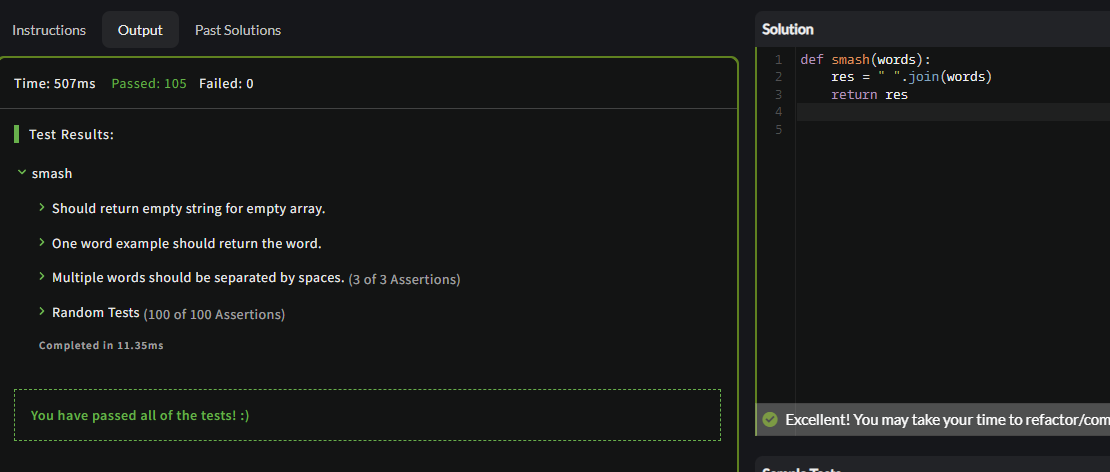 Instructions
Output
Past Solutions
Time: 507ms Passed: 105 Failed: 0
Test Results:
smash
Should return empty string for empty array.
One word example should return the word.
Multiple words should be separated by spaces. (3 of 3 Assertions)
Random Tests (100 of 100 Assertions)
Completed in 11.35ms
You have passed all of the tests! :)
Solution
1 def smash(words):
2     res = " ".join(words)
3     return res
4
5
Excellent! You may take your time to refactor/com
Sample Tests